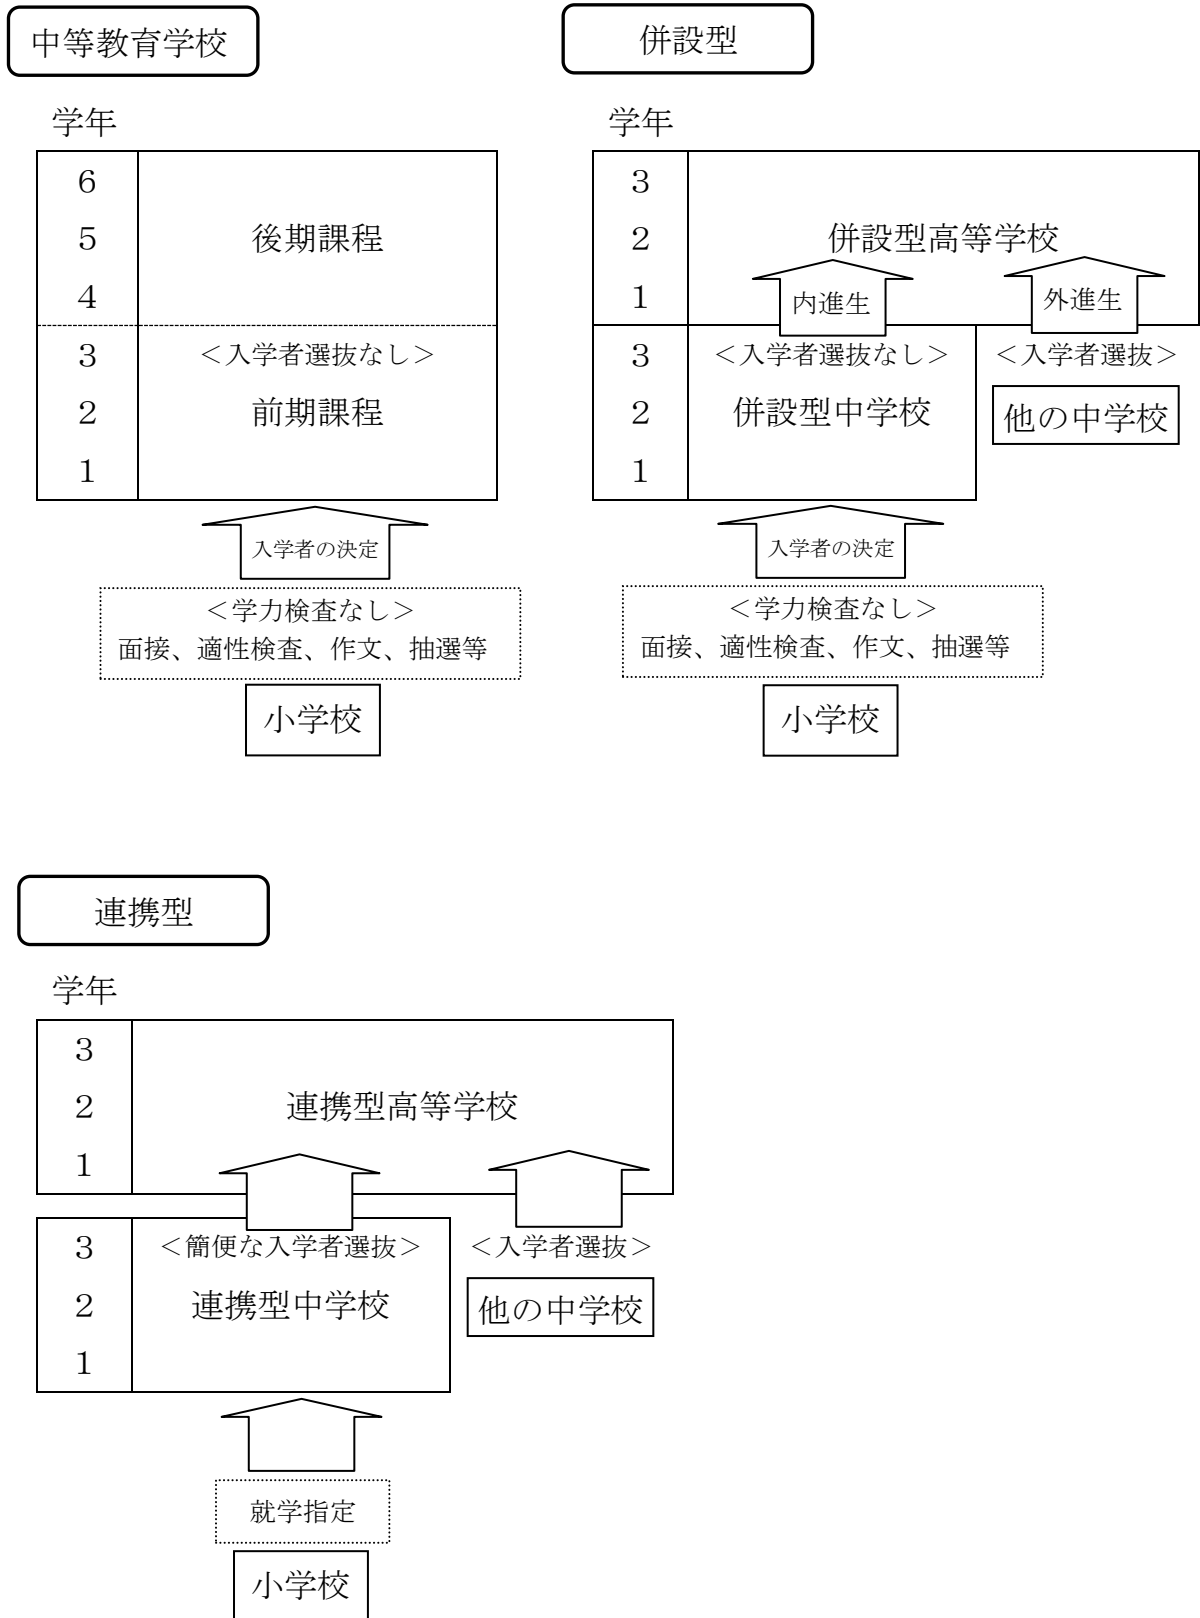 中等教育学校
学年
６
５
後期課程
４
３
＜入学者選抜なし＞
２
前期課程
１
入学者の決定
＜学力検査なし＞
面接、適性検査、作文、抽選等
小学校
併設型
学年
３
２
併設型高等学校
１
内進生
外進生
３
＜入学者選抜なし＞
＜入学者選抜＞
２
併設型中学校
他の中学校
１
入学者の決定
＜学力検査なし＞
面接、適性検査、作文、抽選等
小学校
連携型
学年
３
２
連携型高等学校
１
３
＜簡便な入学者選抜＞
＜入学者選抜＞
２
連携型中学校
他の中学校
１
就学指定
小学校